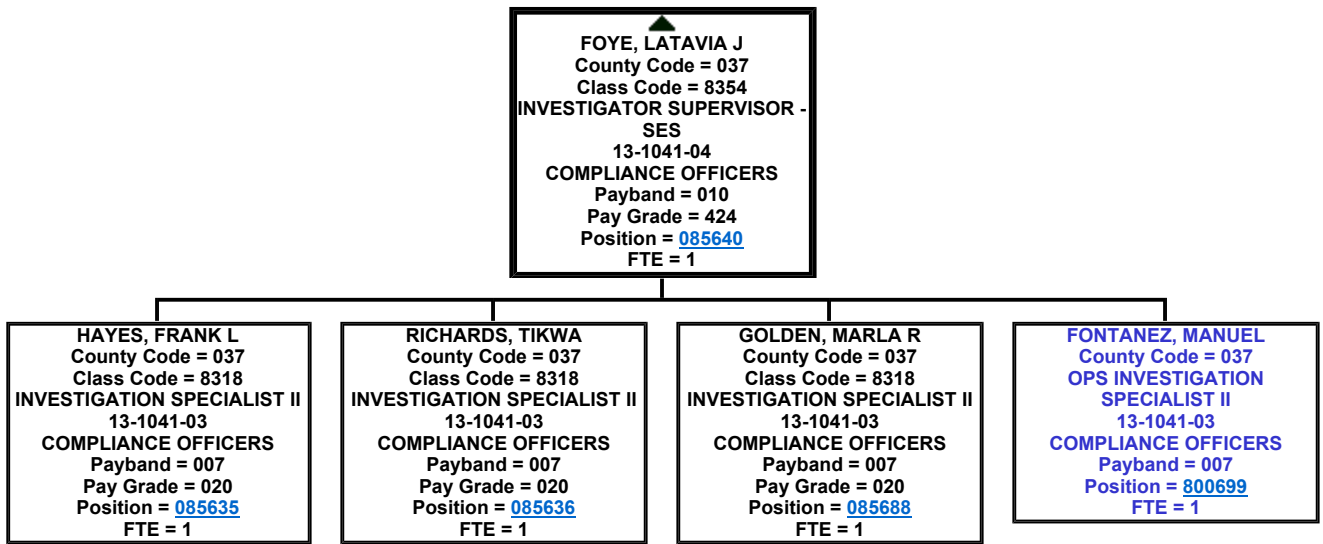 FOYE, LATAVIA J
County Code = 037
Class Code = 8354
INVESTIGATOR SUPERVISOR -
SES
13-1041-04
COMPLIANCE OFFICERS
Payband = 010
Pay Grade = 424
Position = 085640
FTE = 1
HAYES, FRANK L
County Code = 037
Class Code = 8318
INVESTIGATION SPECIALIST II
13-1041-03
COMPLIANCE OFFICERS
Payband = 007
Pay Grade = 020
Position = 085635
FTE = 1
RICHARDS, TIKWA
County Code = 037
Class Code = 8318
INVESTIGATION SPECIALIST II
13-1041-03
COMPLIANCE OFFICERS
Payband = 007
Pay Grade = 020
Position = 085636
FTE = 1
GOLDEN, MARLA R
County Code = 037
Class Code = 8318
INVESTIGATION SPECIALIST II
13-1041-03
COMPLIANCE OFFICERS
Payband = 007
Pay Grade = 020
Position = 085688
FTE = 1
FONTANEZ, MANUEL
County Code = 037
OPS INVESTIGATION
SPECIALIST II
13-1041-03
COMPLIANCE OFFICERS
Payband = 007
Position = 800699
FTE = 1